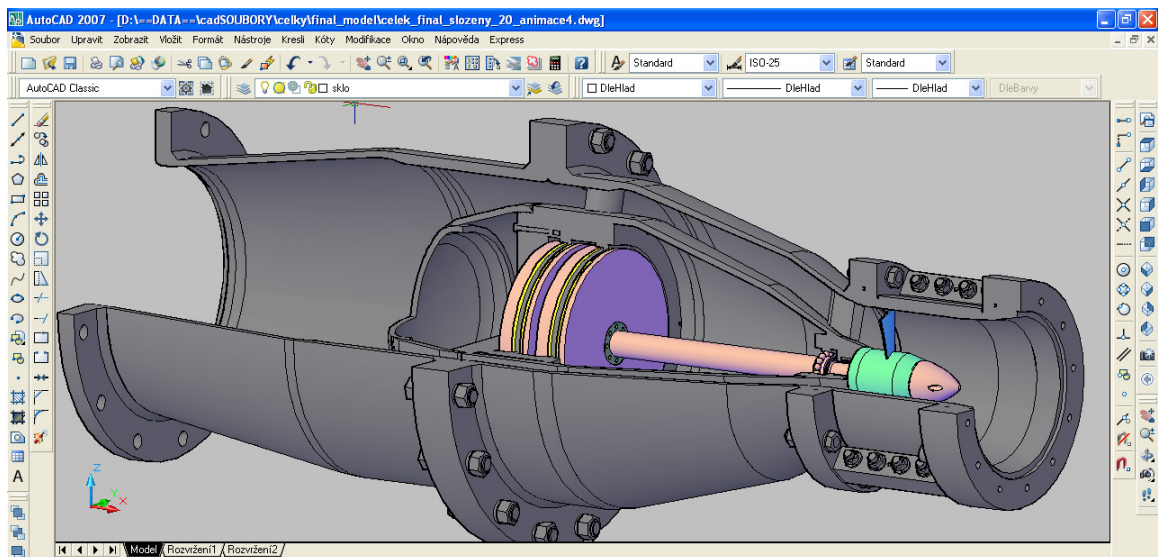 AutoCAD 2007 - [D:\==DATA==\cadSOUBORY\celky\final_model\celek_final_slozeny_20_animace4.dwg]
Soubor Upravit Zobrazit Vložit Formát Nástroje Kresli Kóty Modifikace Okno Nápověda Express
Standard ISO-25 Standard
AutoCAD Classic sklo DleHlad DleHlad DleHlad DleBarvy
A
Z
Y
X
Model Rozvržení1 Rozvržení2